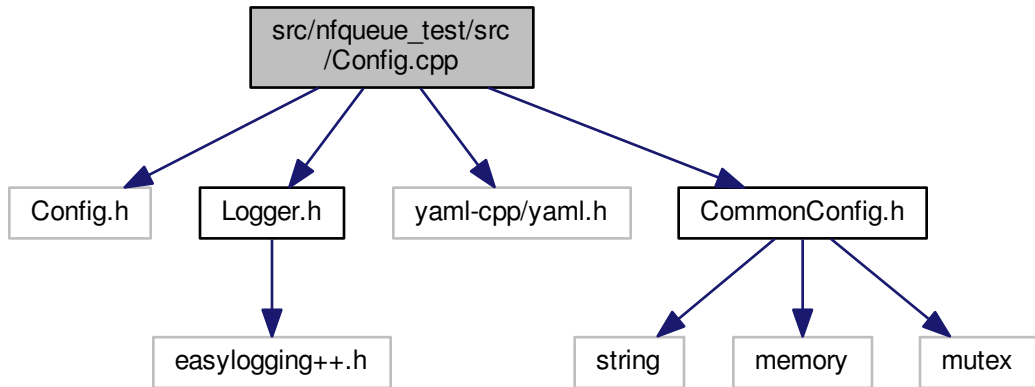 src/nfqueue_test/src
/Config.cpp
Config.h
Logger.h
yaml-cpp/yaml.h
CommonConfig.h
easylogging++.h
string
memory
mutex